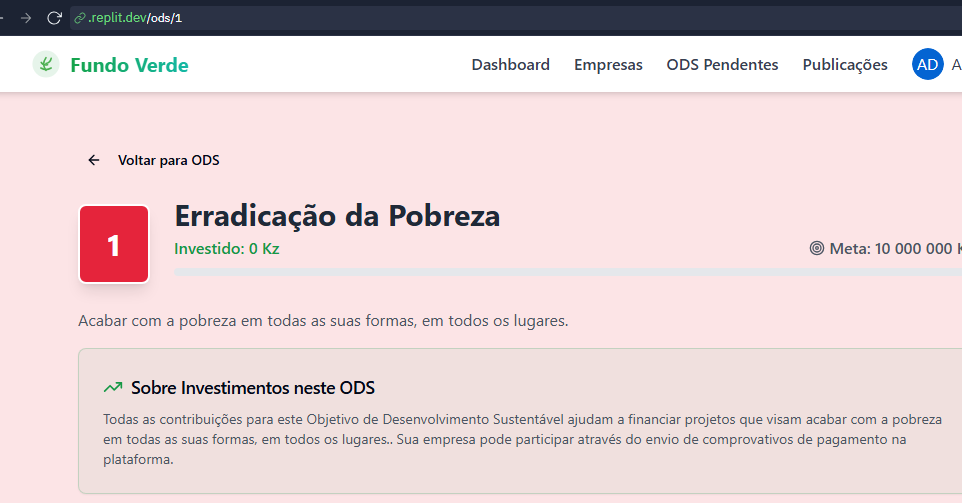 .replit.dev/ods/1
Fundo Verde
Dashboard Empresas ODS Pendentes Publicações AD A
Voltar para ODS
1
Erradicação da Pobreza
Investido: 0 Kz
Meta: 10 000 000 K
Acabar com a pobreza em todas as suas formas, em todos os lugares.
Sobre Investimentos neste ODS
Todas as contribuições para este Objetivo de Desenvolvimento Sustentável ajudam a financiar projetos que visam acabar com a pobreza
em todas as suas formas, em todos os lugares.. Sua empresa pode participar através do envio de comprovativos de pagamento na
plataforma.